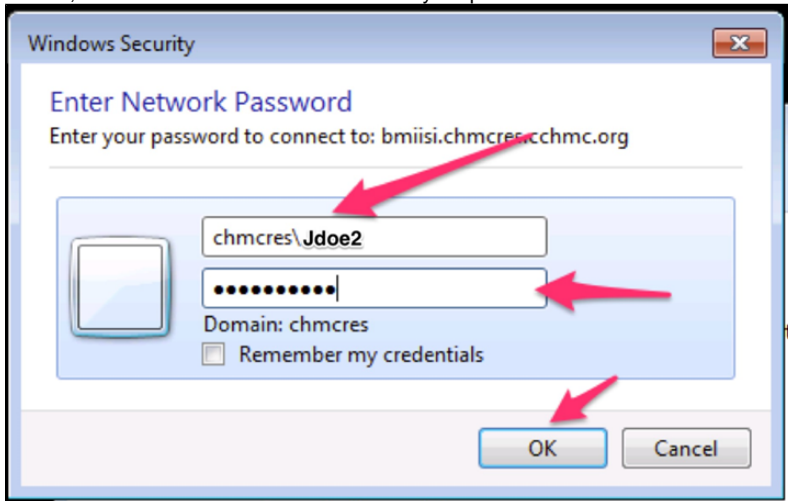 Windows Security
Enter Network Password
Enter your password to connect to: bmiisi.chmcres.cchmc.org
chmcres\Jdoe2
●●●●●●●●●●
Domain: chmcres
Remember my credentials
OK
Cancel